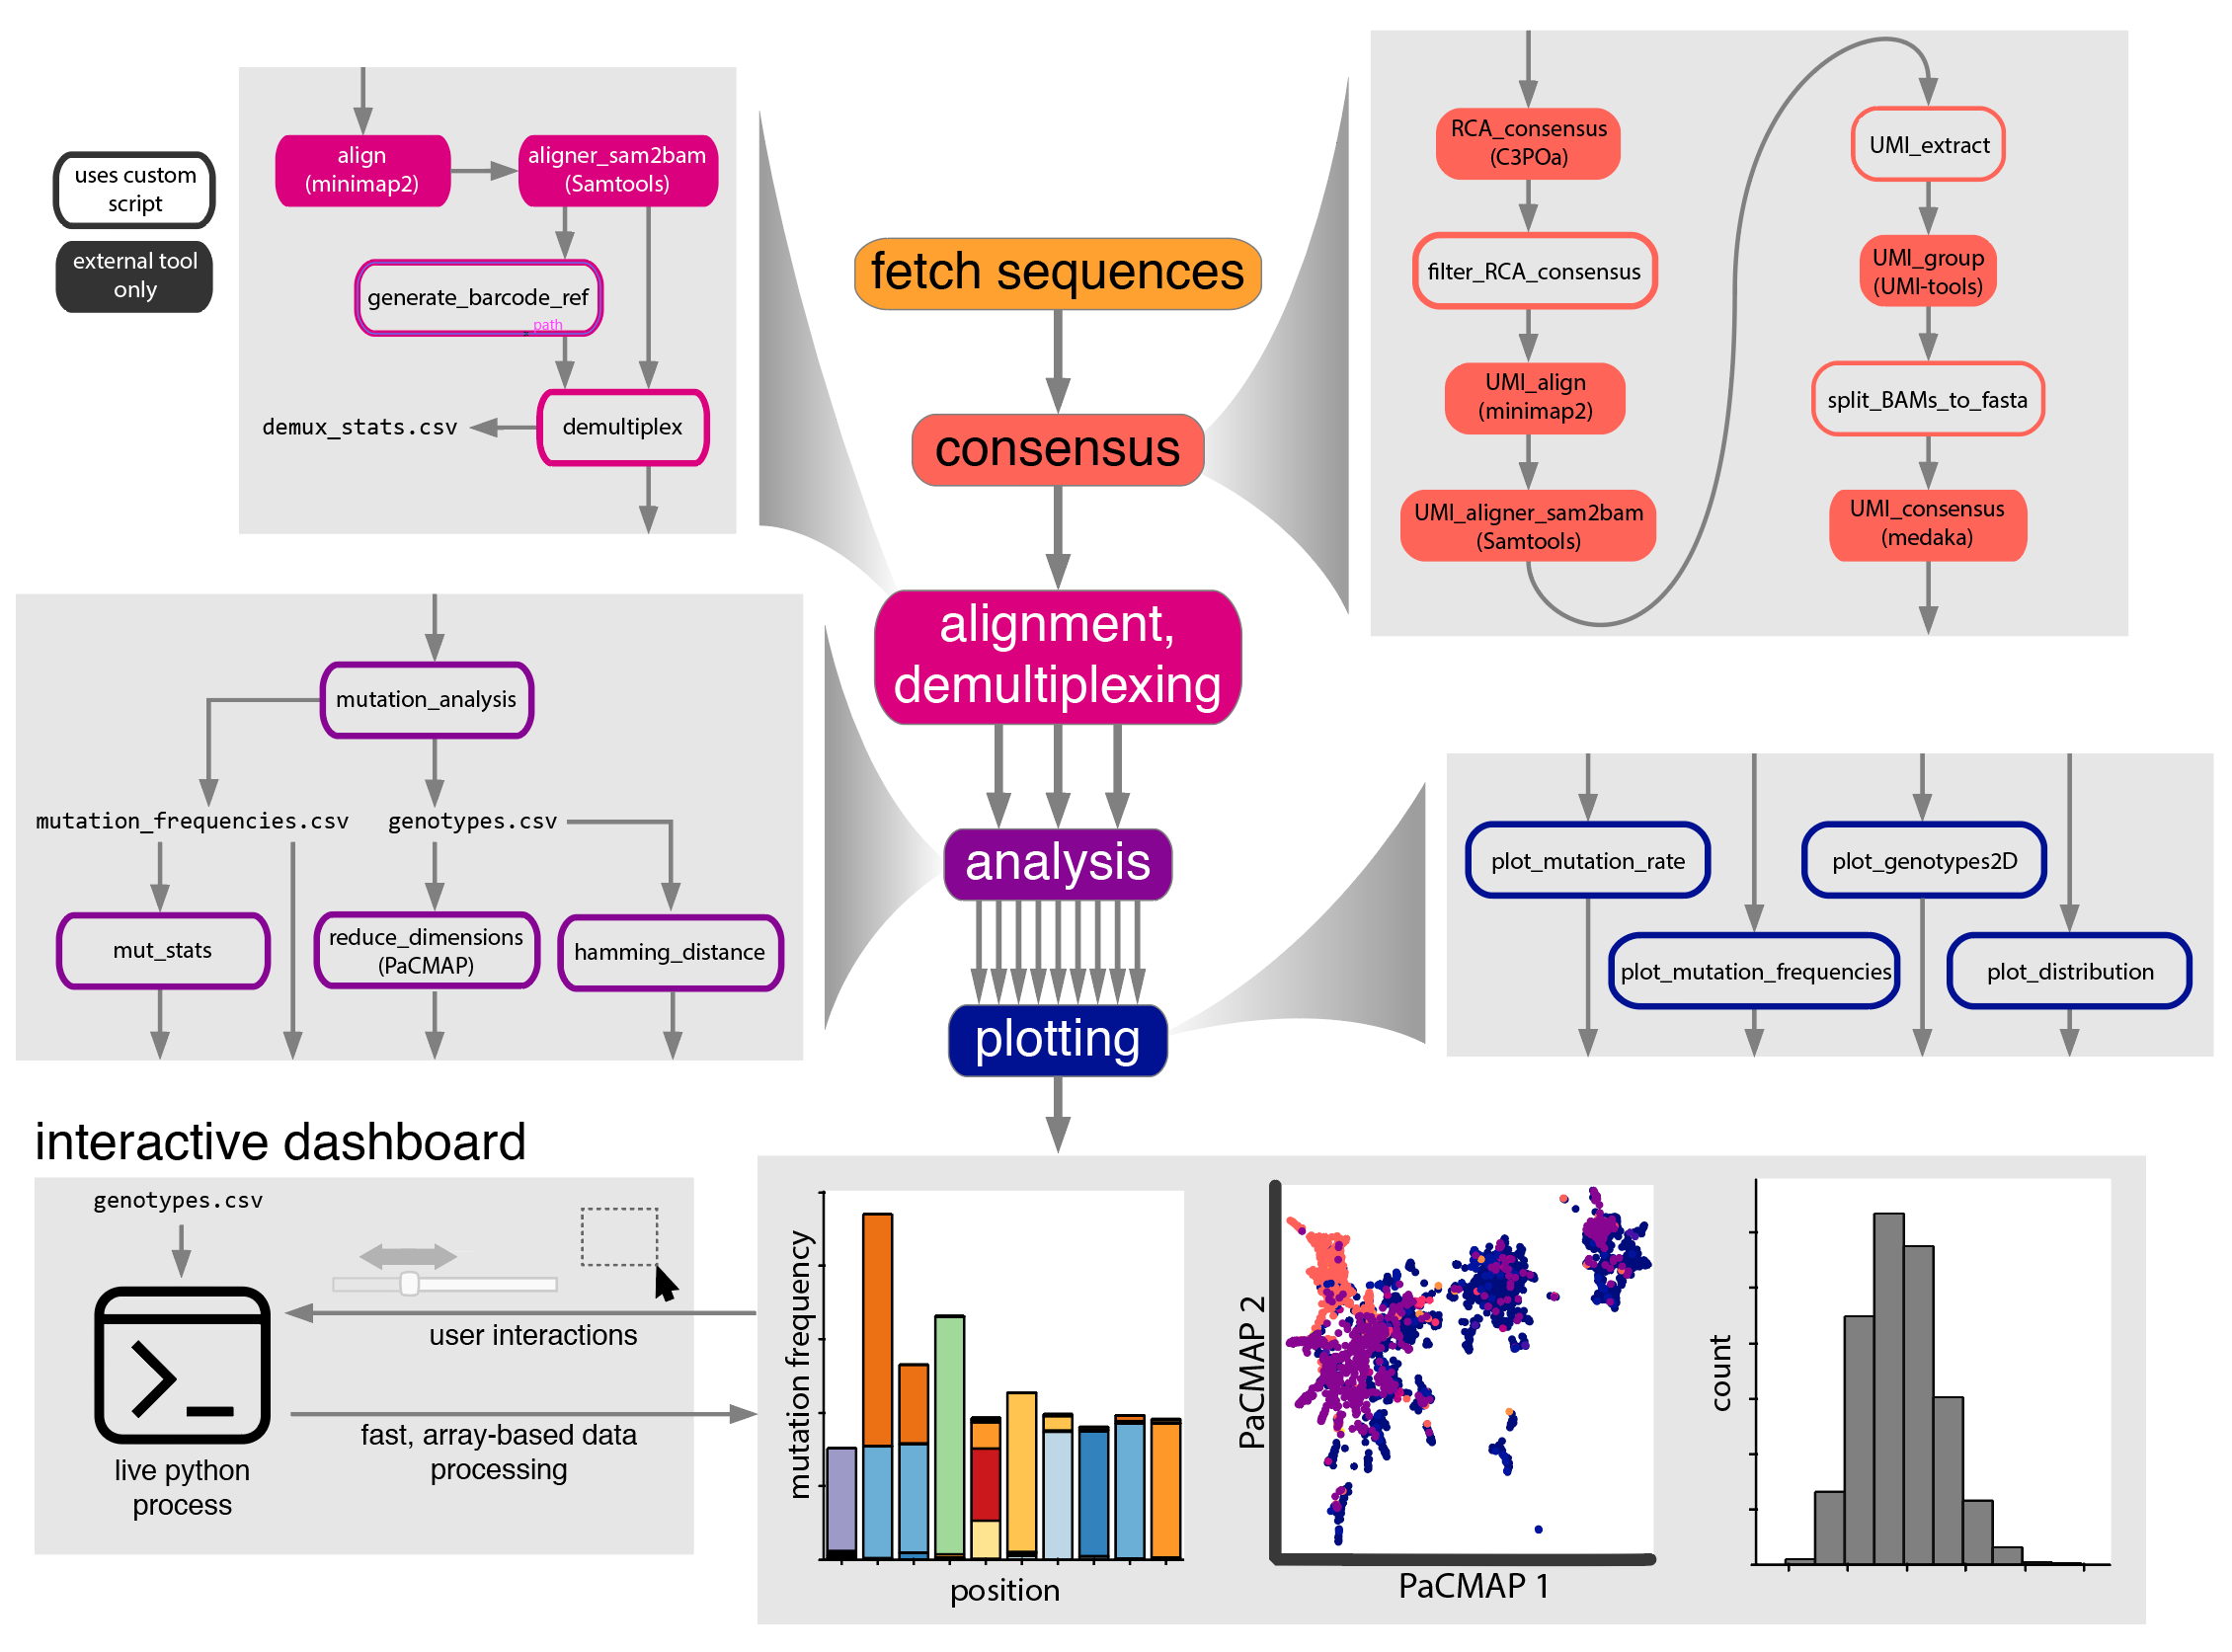 uses custom
script
external tool
only
align
(minimap2)
aligner_sam2bam
(Samtools)
generate_barcode_ref
path
demux_stats.csv
demultiplex
fetch sequences
consensus
alignment,
demultiplexing
analysis
plotting
RCA_consensus
(C3POa)
filter_RCA_consensus
UMI_align
(minimap2)
UMI_aligner_sam2bam
(Samtools)
UMI_extract
UMI_group
(UMI-tools)
split_BAMs_to_fasta
UMI_consensus
(medaka)
mutation_analysis
mutation_frequencies.csv
genotypes.csv
mut_stats
reduce_dimensions
(PaCMAP)
hamming_distance
plot_mutation_rate
plot_genotypes2D
plot_mutation_frequencies
plot_distribution
interactive dashboard
genotypes.csv
user interactions
fast, array-based data
processing
live python
process
mutation frequency
position
PaCMAP 2
PaCMAP 1
count